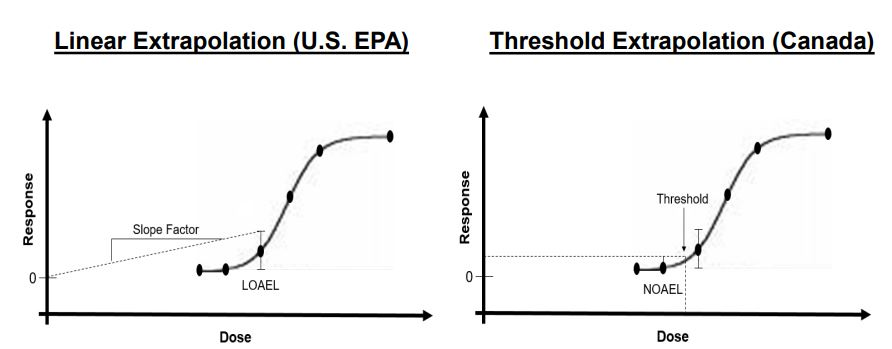 Linear Extrapolation (U.S. EPA)
Response
Slope Factor
0
LOAEL
Dose
Threshold Extrapolation (Canada)
Response
Threshold
0
NOAEL
Dose